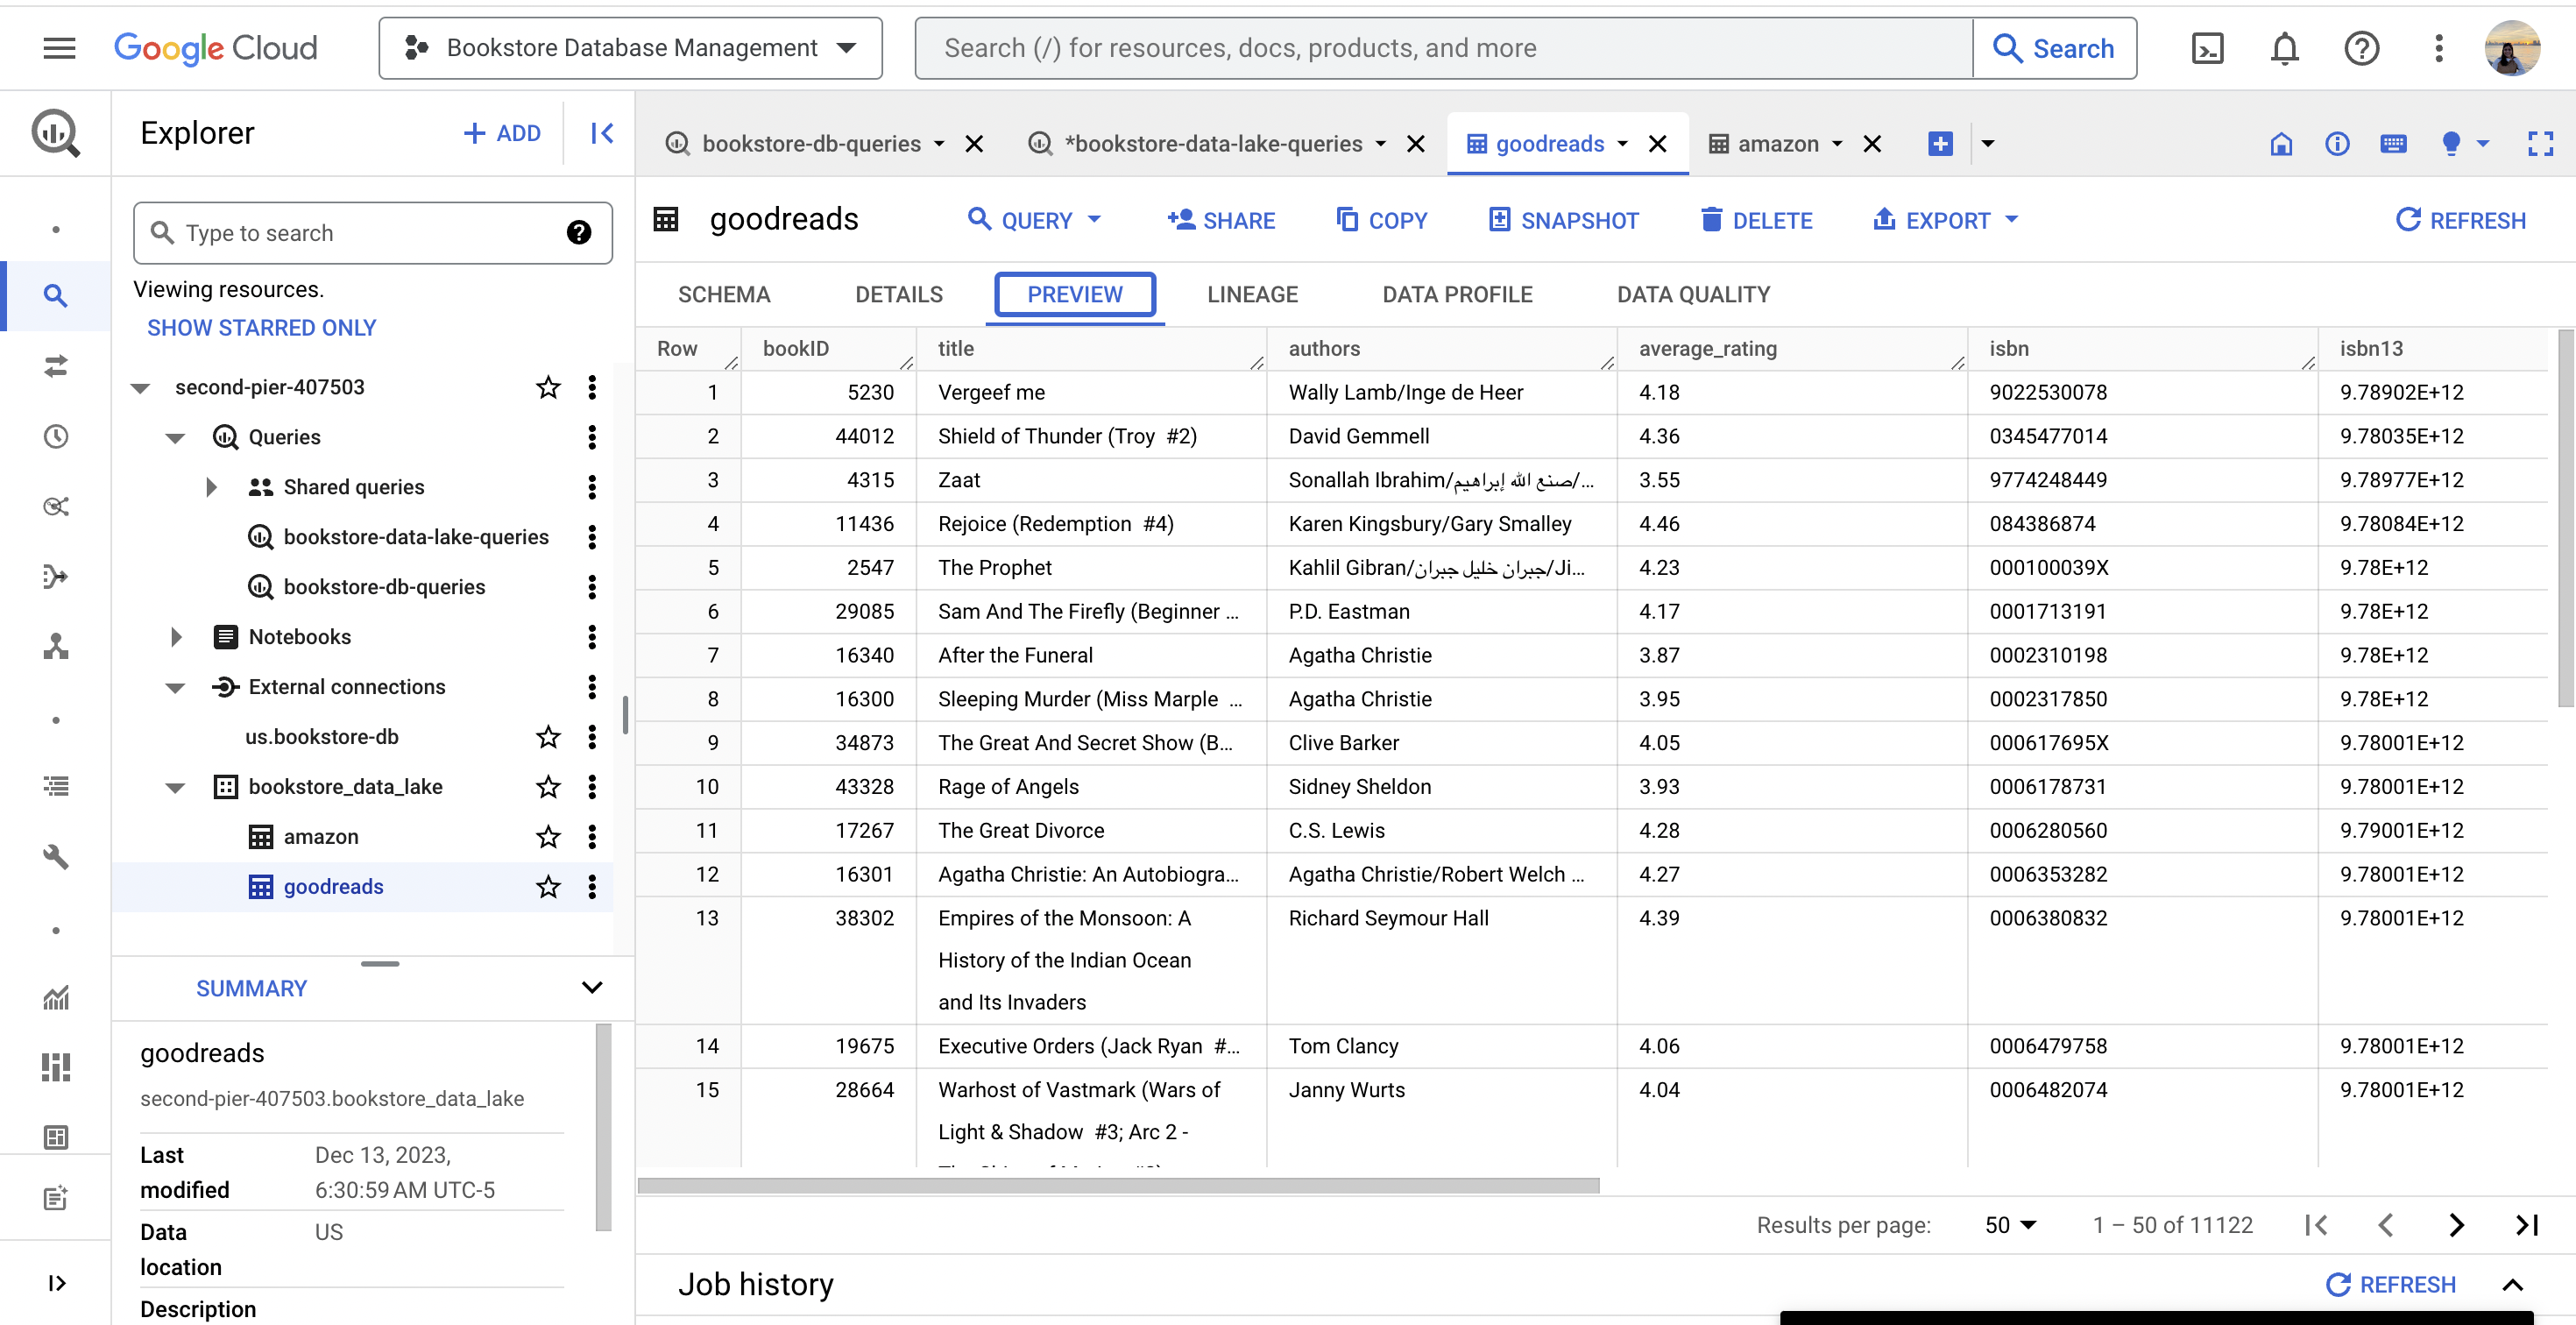 Google Cloud
Bookstore Database Management
Search (/) for resources, docs, products, and more
Search
Explorer
ADD
bookstore-db-queries
*bookstore-data-lake-queries
goodreads
amazon
Type to search
Viewing resources.
SHOW STARRED ONLY
second-pier-407503
Queries
Shared queries
bookstore-data-lake-queries
bookstore-db-queries
Notebooks
External connections
us.bookstore-db
bookstore_data_lake
amazon
goodreads
SUMMARY
goodreads
second-pier-407503.bookstore_data_lake
Last modified Dec 13, 2023, 6:30:59 AM UTC-5
Data location US
Description
goodreads QUERY SHARE COPY SNAPSHOT DELETE EXPORT REFRESH
SCHEMA DETAILS PREVIEW LINEAGE DATA PROFILE DATA QUALITY
Row bookID title authors average_rating isbn isbn13
1 5230 Vergeef me Wally Lamb/Inge de Heer 4.18 9022530078 9.78902E+12
2 44012 Shield of Thunder (Troy #2) David Gemmell 4.36 0345477014 9.78035E+12
3 4315 Zaat Sonallah Ibrahim/صنع الله إبراهيم/... 3.55 9774248449 9.78977E+12
4 11436 Rejoice (Redemption #4) Karen Kingsbury/Gary Smalley 4.46 084386874 9.78084E+12
5 2547 The Prophet Kahlil Gibran/جبران خليل جبران/Ji... 4.23 000100039X 9.78E+12
6 29085 Sam And The Firefly (Beginner ... P.D. Eastman 4.17 0001713191 9.78E+12
7 16340 After the Funeral Agatha Christie 3.87 0002310198 9.78E+12
8 16300 Sleeping Murder (Miss Marple ... Agatha Christie 3.95 0002317850 9.78E+12
9 34873 The Great And Secret Show (B... Clive Barker 4.05 000617695X 9.78001E+12
10 43328 Rage of Angels Sidney Sheldon 3.93 0006178731 9.78001E+12
11 17267 The Great Divorce C.S. Lewis 4.28 0006280560 9.79001E+12
12 16301 Agatha Christie: An Autobiogra... Agatha Christie/Robert Welch ... 4.27 0006353282 9.78001E+12
13 38302 Empires of the Monsoon: A Richard Seymour Hall 4.39 0006380832 9.78001E+12
History of the Indian Ocean
and Its Invaders
14 19675 Executive Orders (Jack Ryan #... Tom Clancy 4.06 0006479758 9.78001E+12
15 28664 Warhost of Vastmark (Wars of Janny Wurts 4.04 0006482074 9.78001E+12
Light & Shadow #3; Arc 2 -
Results per page: 50 1 – 50 of 11122
Job history REFRESH